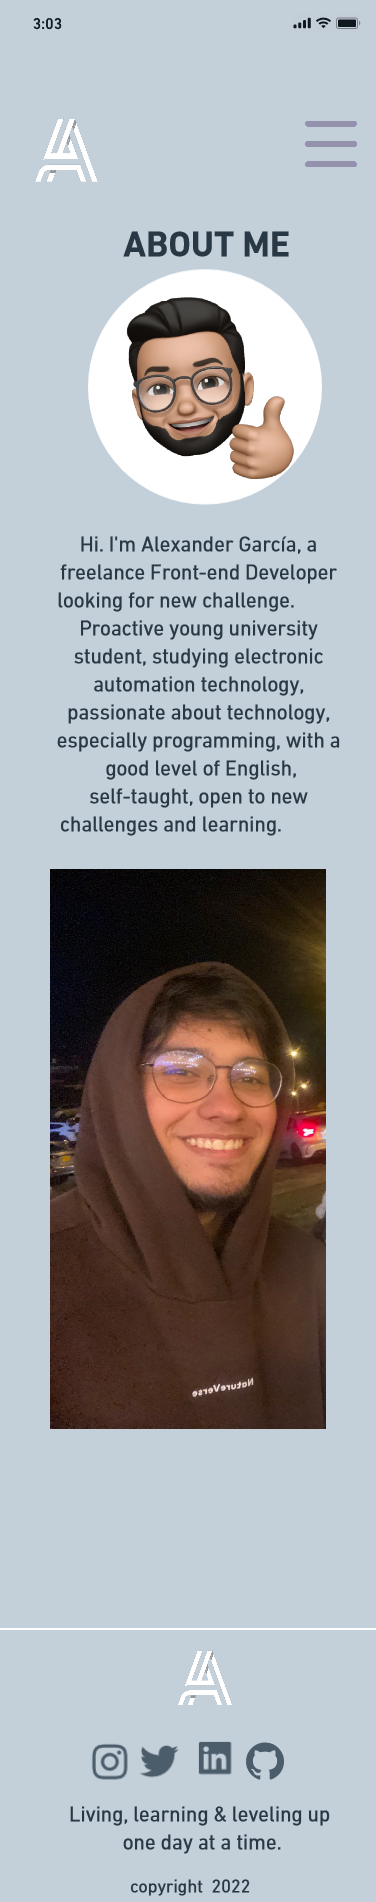 3:03
A
ABOUT ME
Hi. I'm Alexander García, a
freelance Front-end Developer
looking for new challenge.
Proactive young university
student, studying electronic
automation technology,
passionate about technology,
especially programming, with a
good level of English,
self-taught, open to new
challenges and learning.
NatureVerse
A
in
Living, learning & leveling up
one day at a time.
copyright 2022